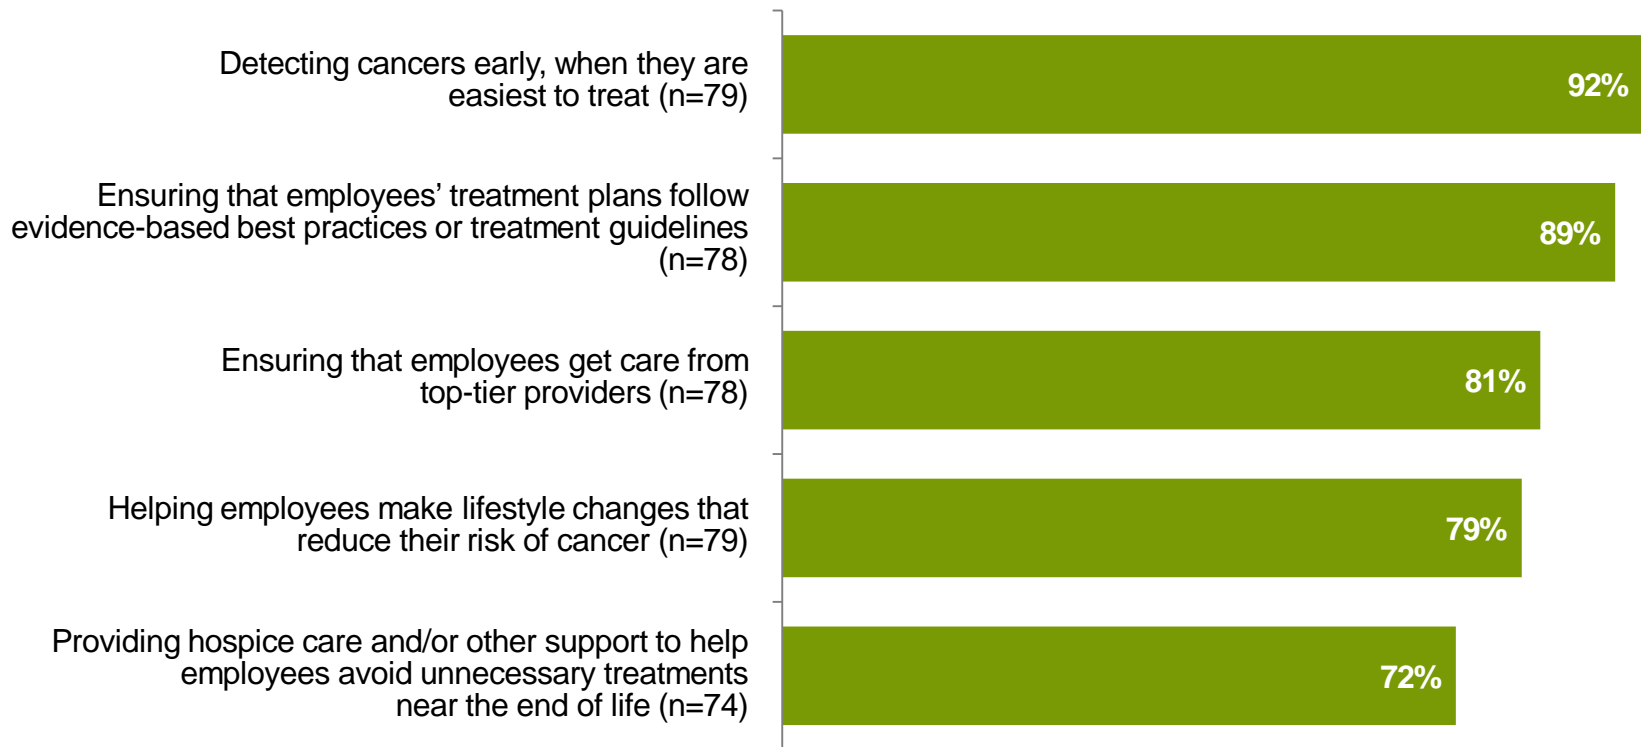 Detecting cancers early, when they are
easiest to treat (n=79)
92%
Ensuring that employees’ treatment plans follow
evidence-based best practices or treatment guidelines
(n=78)
89%
Ensuring that employees get care from
top-tier providers (n=78)
81%
Helping employees make lifestyle changes that
reduce their risk of cancer (n=79)
79%
Providing hospice care and/or other support to help
employees avoid unnecessary treatments
near the end of life (n=74)
72%